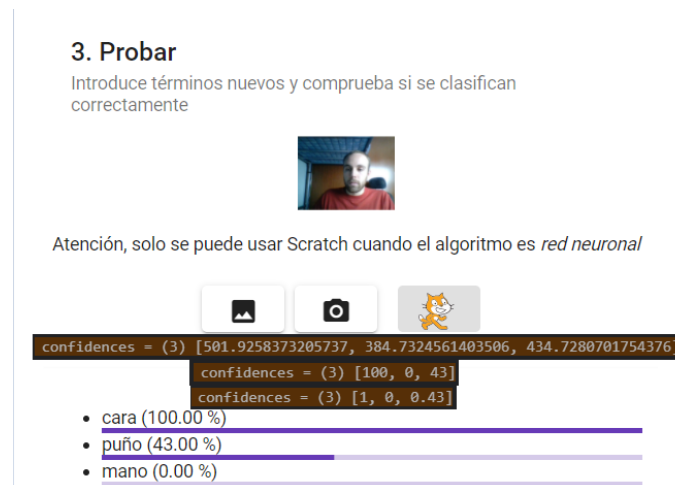 3. Probar
Introduce términos nuevos y comprueba si se clasifican
correctamente
Atención, solo se puede usar Scratch cuando el algoritmo es red neuronal
confidences = (3) [501.9258373205737, 384.7324561403506, 434.7280701754376]
confidences = (3) [100, 0, 43]
confidences = (3) [1, 0, 0.43]
• cara (100.00 %)
• puño (43.00 %)
• mano (0.00 %)